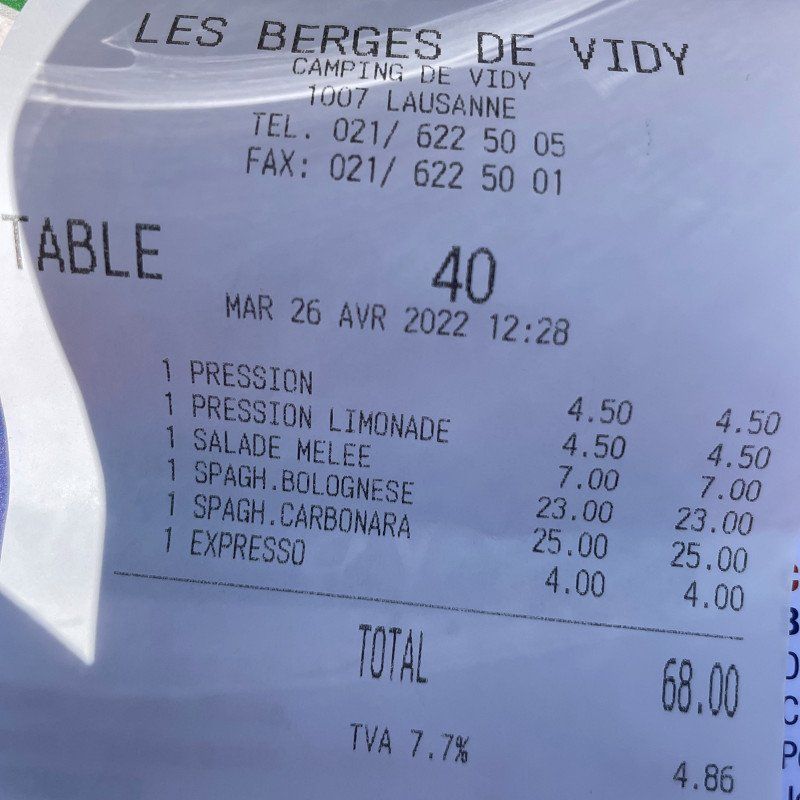 LES BERGES DE VIDY
CAMPING DE VIDY
1007 LAUSANNE
TEL. 021/ 622 50 05
FAX: 021/ 622 50 01
TABLE 40
MAR 26 AVR 2022 12:28
1 PRESSION 4.50 4.50
1 PRESSION LIMONADE 4.50 4.50
1 SALADE MELEE 7.00 7.00
1 SPAGH.BOLOGNESE 23.00 23.00
1 SPAGH.CARBONARA 25.00 25.00
1 EXPRESSO 4.00 4.00
TOTAL 68.00
TVA 7.7% 4.86